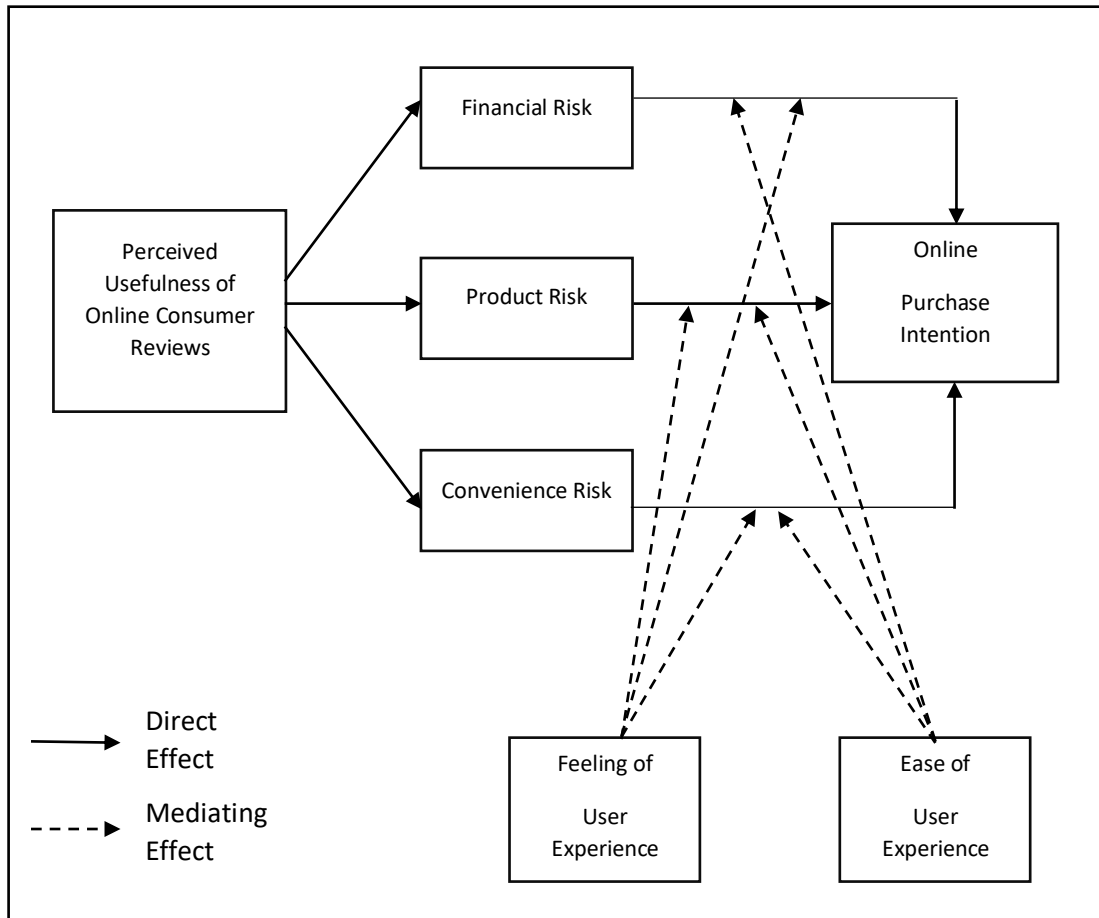 Financial Risk
Perceived
Usefulness of
Online Consumer
Reviews
Product Risk
Online
Purchase
Intention
Convenience Risk
Direct
Effect
Mediating
Effect
Feeling of
User
Experience
Ease of
User
Experience